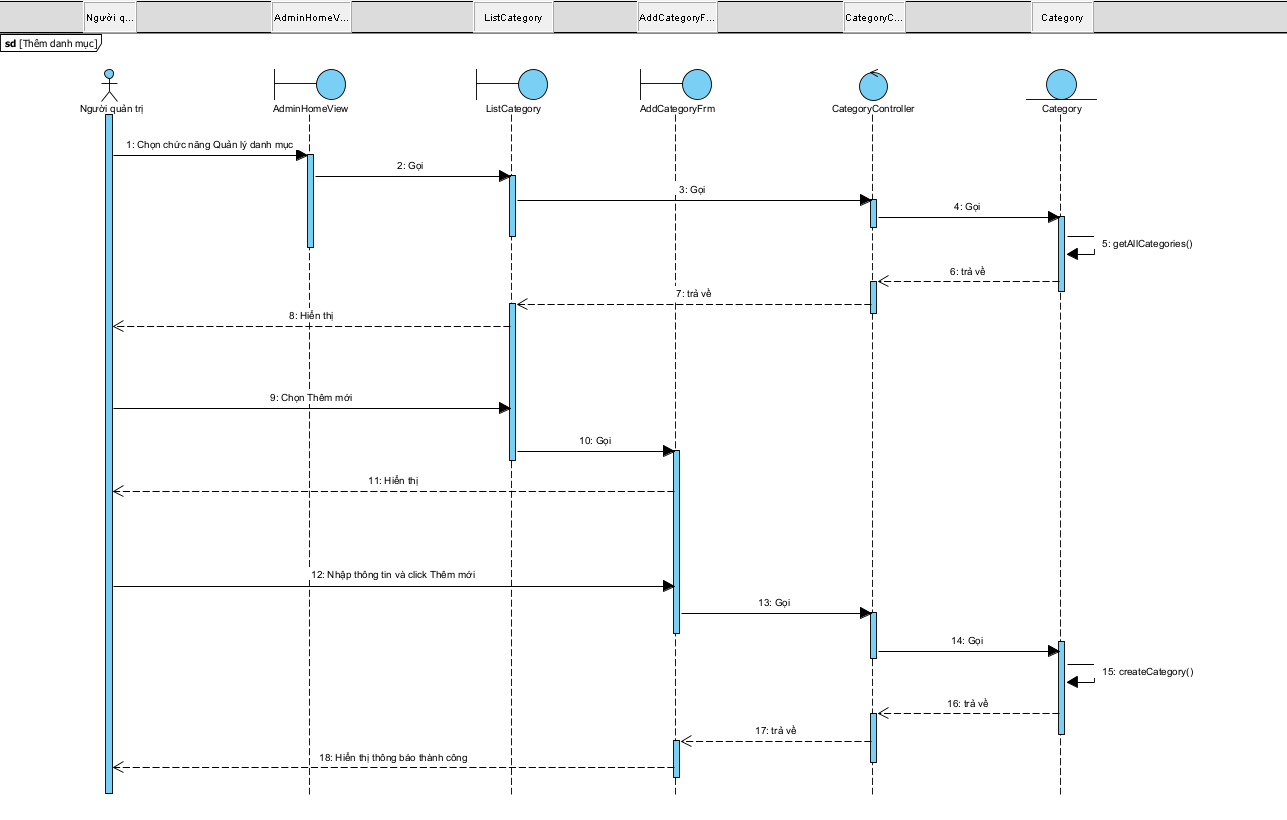 Người q...
AdminHomeV...
ListCategory
AddCategoryF...
CategoryC...
Category
sd [Thêm danh mục]
Người quản trị
AdminHomeView
ListCategory
AddCategoryFrm
CategoryController
Category
1: Chọn chức năng Quản lý danh mục
2: Gọi
3: Gọi
4: Gọi
5: getAllCategories()
6: trả về
7: trả về
8: Hiển thị
9: Chọn Thêm mới
10: Gọi
11: Hiển thị
12: Nhập thông tin và click Thêm mới
13: Gọi
14: Gọi
15: createCategory()
16: trả về
17: trả về
18: Hiển thị thông báo thành công